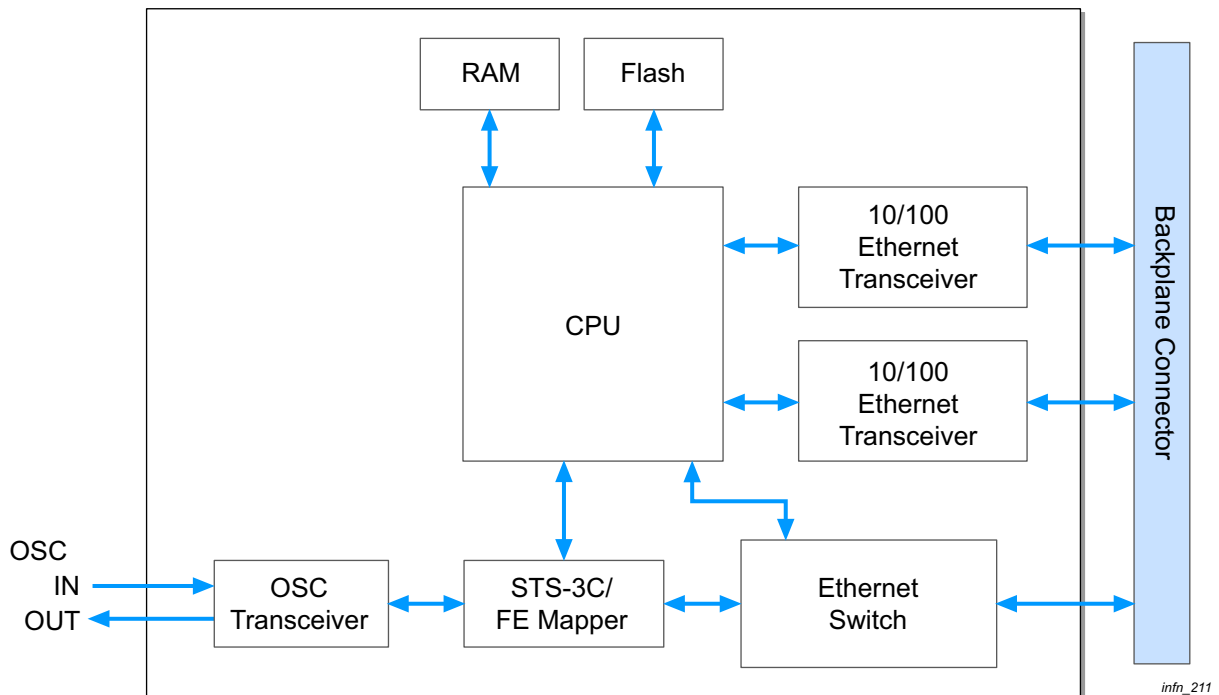 RAM
Flash
10/100
Ethernet
Transceiver
CPU
10/100
Ethernet
Transceiver
Backplane Connector
OSC
IN
OUT
OSC
Transceiver
STS-3C/
FE Mapper
Ethernet
Switch
infn_211